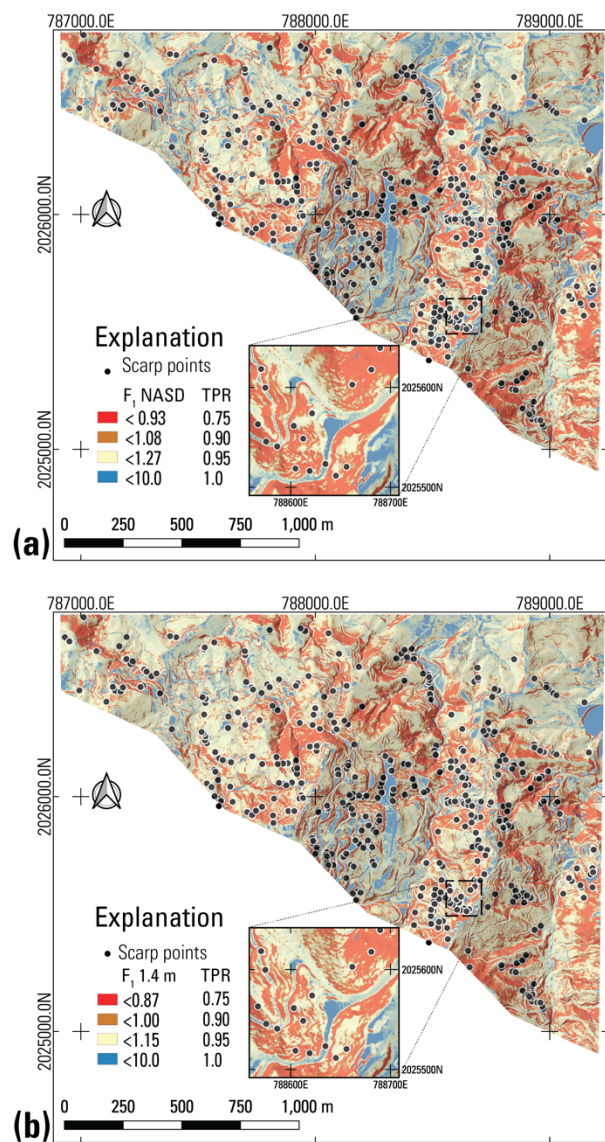 787000.0E 788000.0E 789000.0E
2026000.0N
Explanation
Scarp points
F1 NASD TPR
< 0.93 0.75
<1.08 0.90
<1.27 0.95
<10.0 1.0
2025600N
2025500N
788600E 788700E
2025000.0N
0 250 500 750 1,000 m
(a)
787000.0E 788000.0E 789000.0E
2026000.0N
Explanation
Scarp points
F1 1.4 m TPR
<0.87 0.75
<1.00 0.90
<1.15 0.95
<10.0 1.0
2025600N
2025500N
788600E 788700E
2025000.0N
0 250 500 750 1,000 m
(b)